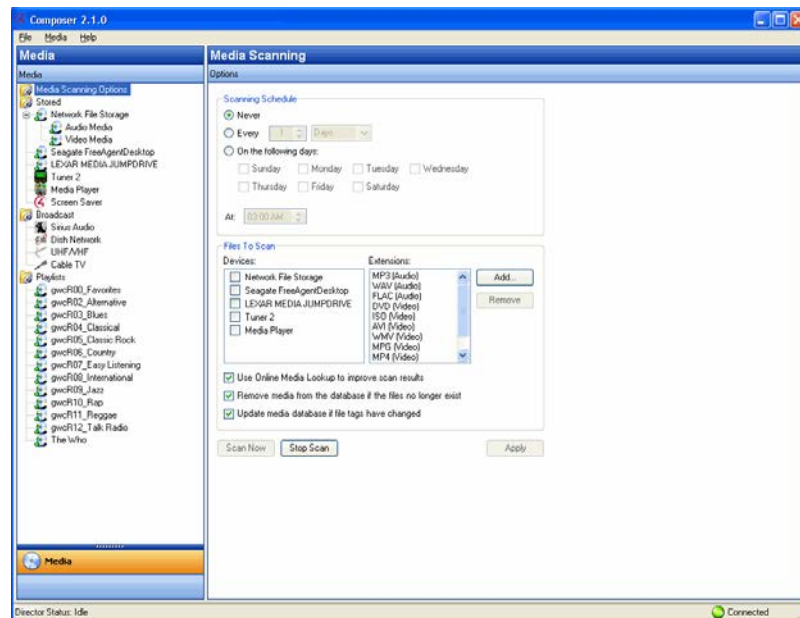 Composer 2.1.0
File Media Help
Media
Media
Media Scanning Options
Stored
Network File Storage
Audio Media
Video Media
Seagate FreeAgentDesktop
LEXAR MEDIA JUMPDRIVE
Tuner 2
Media Player
Screen Saver
Broadcast
Sirius Audio
Dish Network
UHF/VHF
Cable TV
Playlists
gwcR00_Favorites
gwcR02_Alternative
gwcR03_Blues
gwcR04_Classical
gwcR05_Classic Rock
gwcR06_Country
gwcR07_Easy Listening
gwcR08_International
gwcR09_Jazz
gwcR10_Rap
gwcR11_Reggae
gwcR12_Talk Radio
The Who
Media
Media Scanning
Options
Scanning Schedule
Never
Every 1 Days
On the following days:
Sunday Monday Tuesday Wednesday
Thursday Friday Saturday
At: 03:00 AM
Files To Scan
Devices:
Network File Storage
Seagate FreeAgentDesktop
LEXAR MEDIA JUMPDRIVE
Tuner 2
Media Player
Extensions:
MP3 (Audio)
WAV (Audio)
FLAC (Audio)
DVD (Video)
ISO (Video)
AVI (Video)
WMV (Video)
MPG (Video)
MP4 (Video)
Add...
Remove
Use Online Media Lookup to improve scan results
Remove media from the database if the files no longer exist
Update media database if file tags have changed
Scan Now Stop Scan Apply
Director Status: Idle Connected